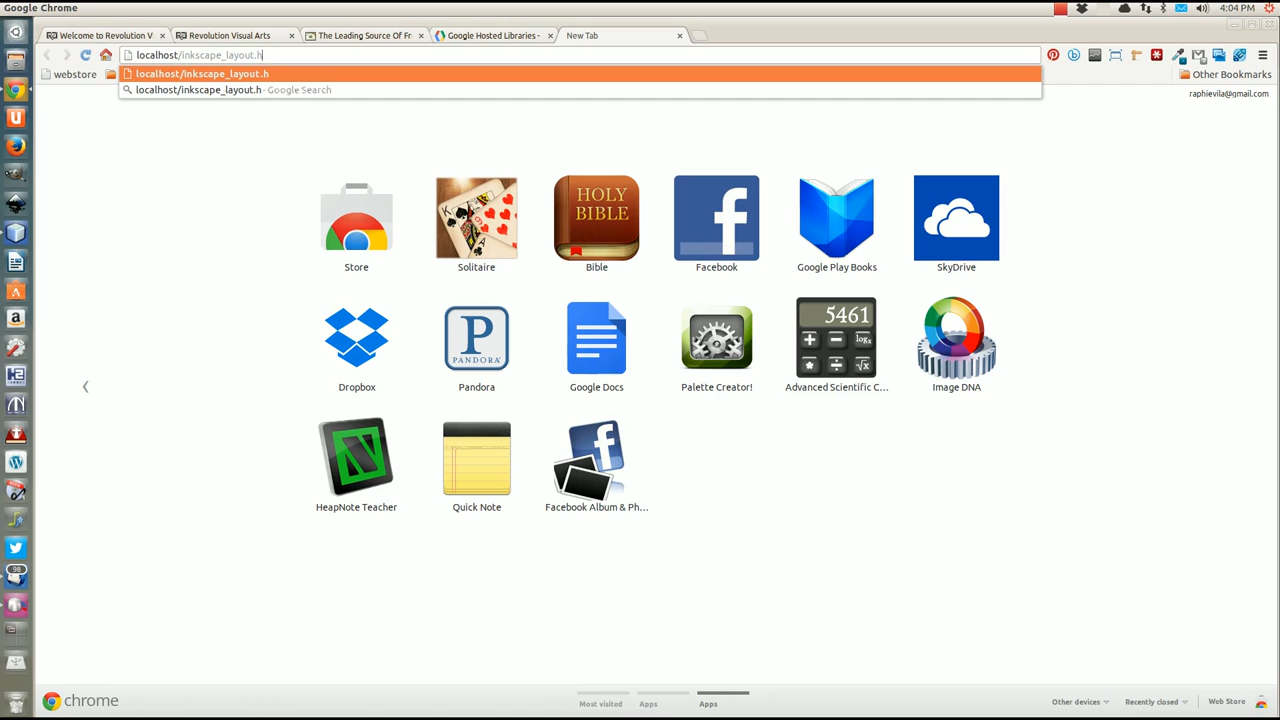 Google Chrome
4:04 PM
Welcome to Revolution V
Revolution Visual Arts
The Leading Source Of Fr
Google Hosted Libraries -
New Tab
localhost/inkscape_layout.h
webstore
localhost/inkscape_layout.h
Other Bookmarks
localhost/inkscape_layout.h - Google Search
raphievila@gmail.com
K
A
HOLY
BIBLE
Store
Solitaire
Bible
Facebook
Google Play Books
SkyDrive
P
PANDORA
5461
Dropbox
Pandora
Google Docs
Palette Creator!
Advanced Scientific C...
Image DNA
HeapNote Teacher
Quick Note
Facebook Album & Ph...
98
chrome
Most visited
Apps
Apps
Other devices
Recently closed
Web Store